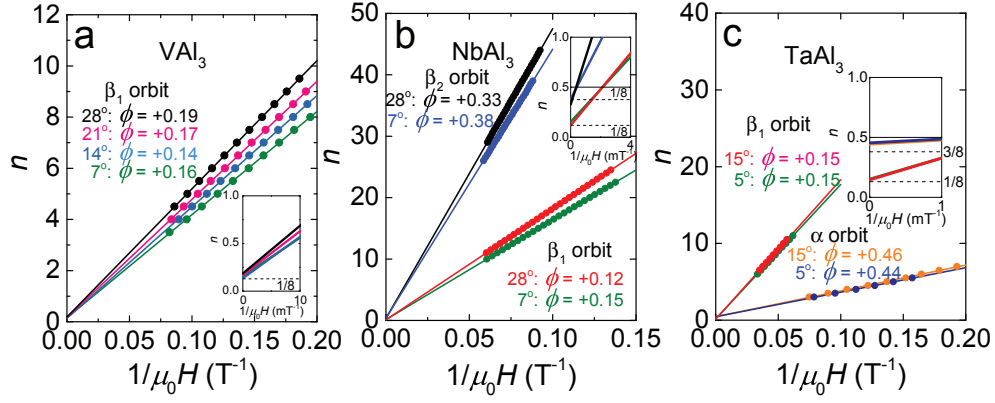 a
VAl₃
β₁ orbit
28°: ϕ = +0.19
21°: ϕ = +0.17
14°: ϕ = +0.14
7°: ϕ = +0.16
n
12
10
8
6
4
2
0
0.00 0.05 0.10 0.15 0.20
1/μ₀H (T⁻¹)
n
1.0
0.5
0.0
1/8
0 10
1/μ₀H (mT⁻¹)
b
NbAl₃
β₂ orbit
28°: ϕ = +0.33
7°: ϕ = +0.38
β₁ orbit
28°: ϕ = +0.12
7°: ϕ = +0.15
n
50
40
30
20
10
0
0.00 0.05 0.10 0.15 0.20
1/μ₀H (T⁻¹)
n
1.0
0.5
0.0
1/8
1/8
0 4
1/μ₀H (mT⁻¹)
c
TaAl₃
β₁ orbit
15°: ϕ = +0.15
5°: ϕ = +0.15
α orbit
15°: ϕ = +0.46
5°: ϕ = +0.44
n
40
30
20
10
0
0.00 0.05 0.10 0.15 0.20
1/μ₀H (T⁻¹)
n
1.0
0.5
0.0
3/8
1/8
0 1
1/μ₀H (mT⁻¹)